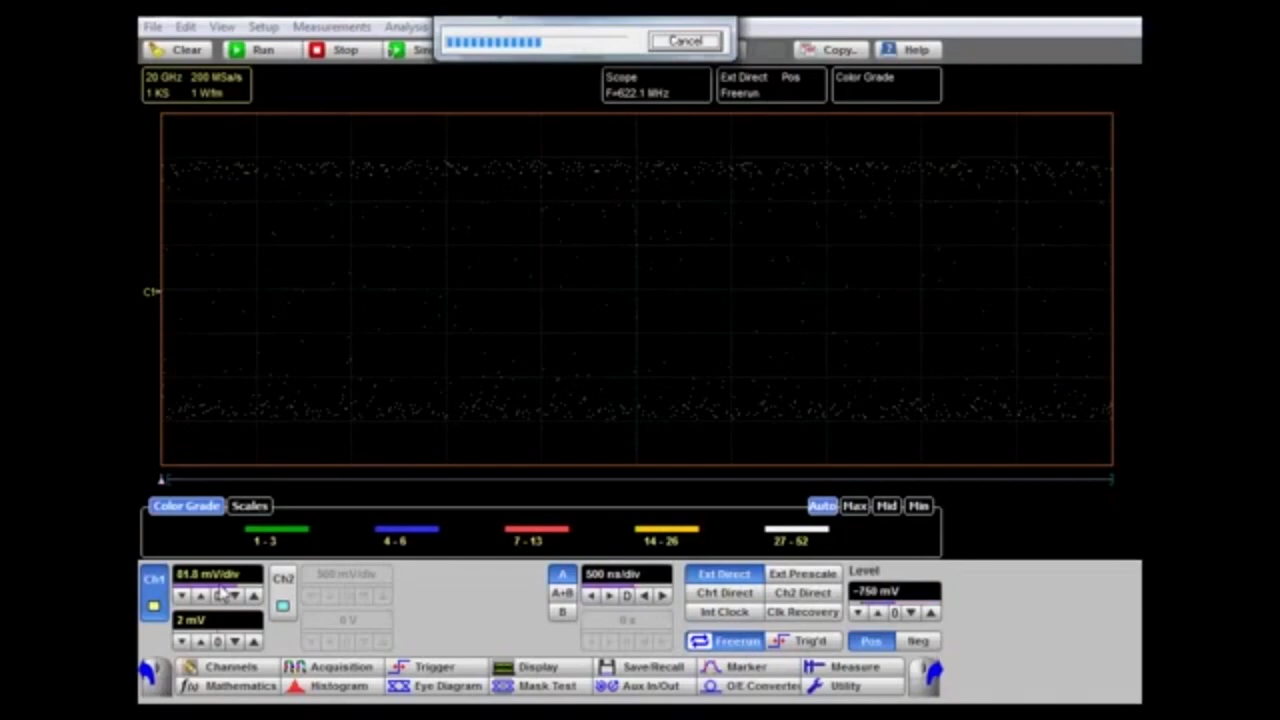 File Edit View Setup Measurements Analysis
Cancel
Clear Run Stop Copy.. Help
20 GHz 200 MSa/s
1 KS 1 Wfm
Scope
F=622.1 MHz
Ext Direct Pos
Freerun
Color Grade
C1
Color Grade Scales Auto Max Mid Min
1 - 3 4 - 6 7 - 13 14 - 26 27 - 52
Ch1 81.8 mV/div Ch2 500 mV/div A 500 ns/div Ext Direct Ext Prescale Level
A+B Ch1 Direct Ch2 Direct -750 mV
2 mV 0 V B 0 s Int Clock Clk Recovery
Freerun Trig'd Pos Neg
Channels Acquisition Trigger Display Save/Recall Marker Measure
f(x) Mathematics Histogram Eye Diagram Mask Test Aux In/Out O/E Converter Utility